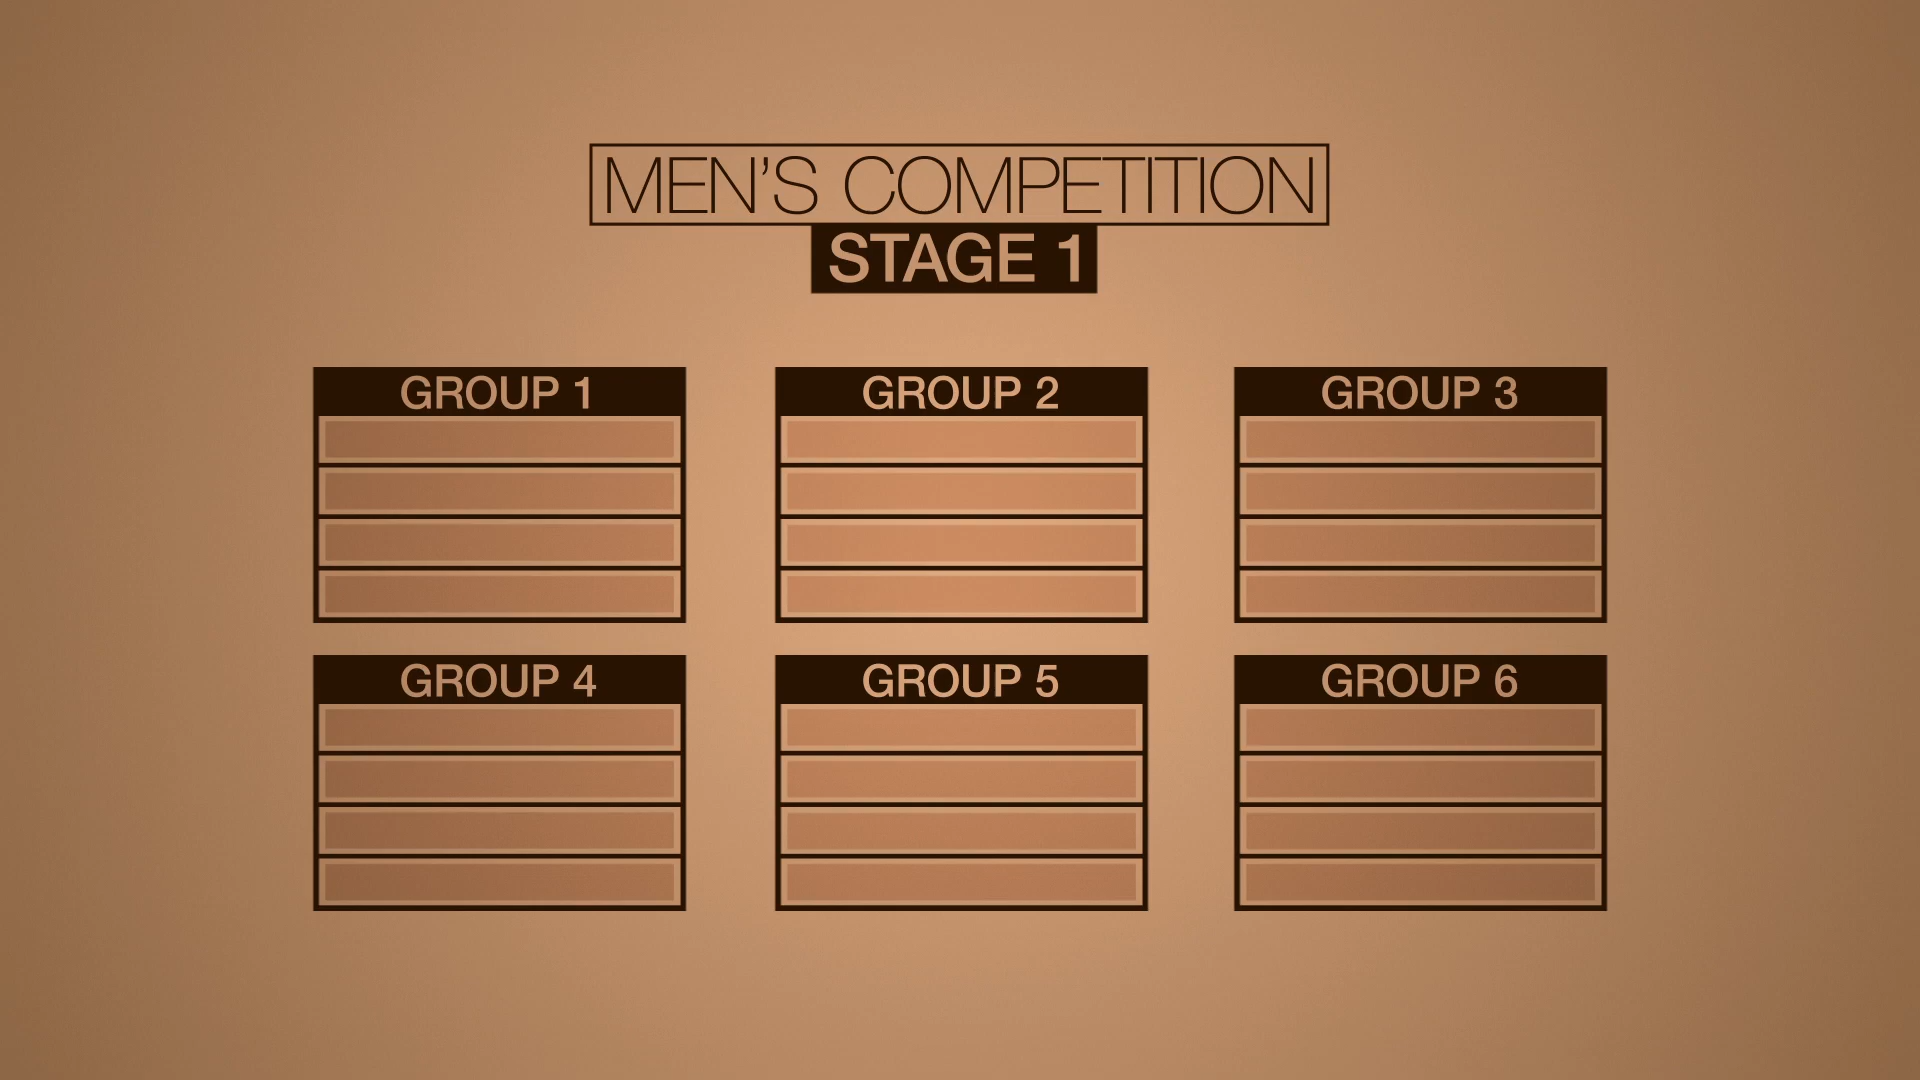 MEN’S COMPETITION
STAGE 1
GROUP 1
GROUP 2
GROUP 3
GROUP 4
GROUP 5
GROUP 6